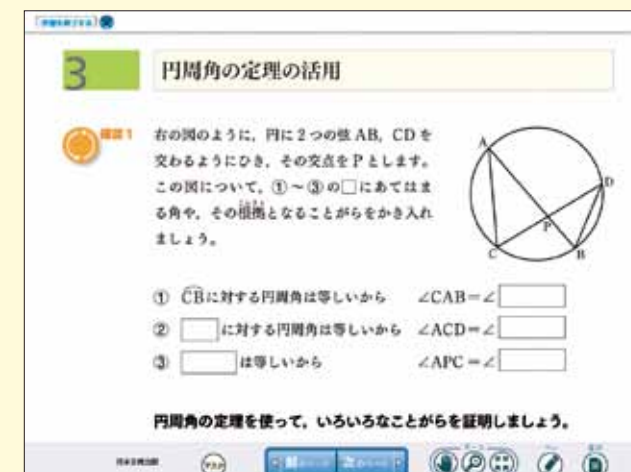 3
円周角の定理の活用
確認1
右の図のように，円に2つの弦AB，CDを
交わるようにひき，その交点をPとします。
この図について，①〜③の□にあてはま
る角や，その根拠となることがらをかき入れ
ましょう。
A
D
P
C
B
① CBに対する円周角は等しいから ∠CAB＝∠
② に対する円周角は等しいから ∠ACD＝∠
③ は等しいから ∠APC＝∠
円周角の定理を使って，いろいろなことがらを証明しましょう。
マスク